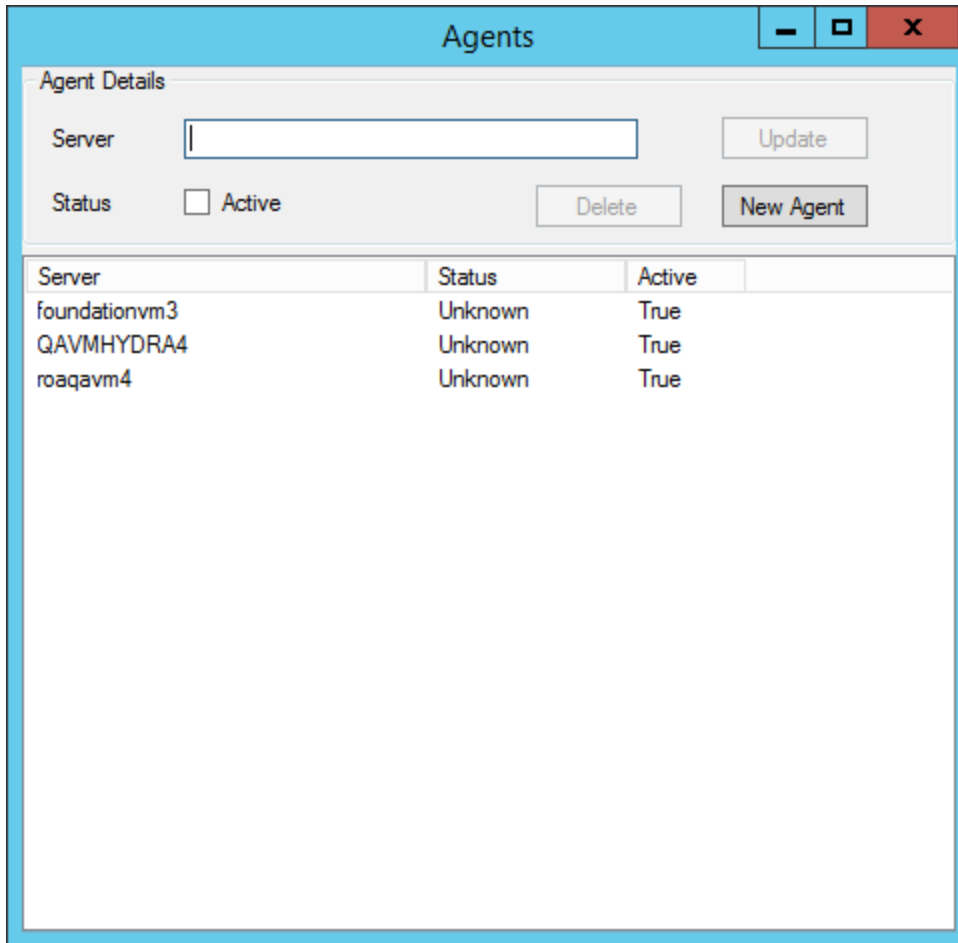 Agents
Agent Details
Server Update
Status Active Delete New Agent
Server Status Active
foundationvm3 Unknown True
QAVMHYDRA4 Unknown True
roaqavm4 Unknown True